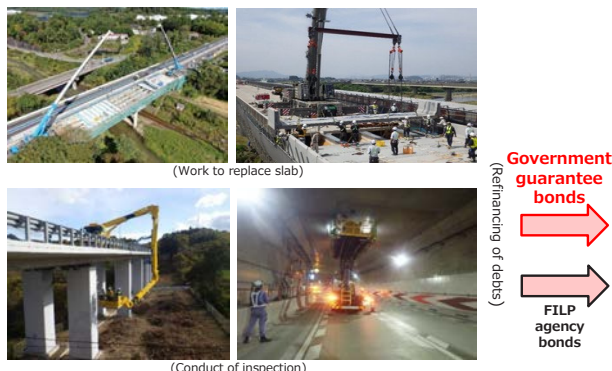 (Work to replace slab)
(Conduct of inspection)
(Refinancing of debts)
Government
guarantee
bonds
FILP
agency
bonds